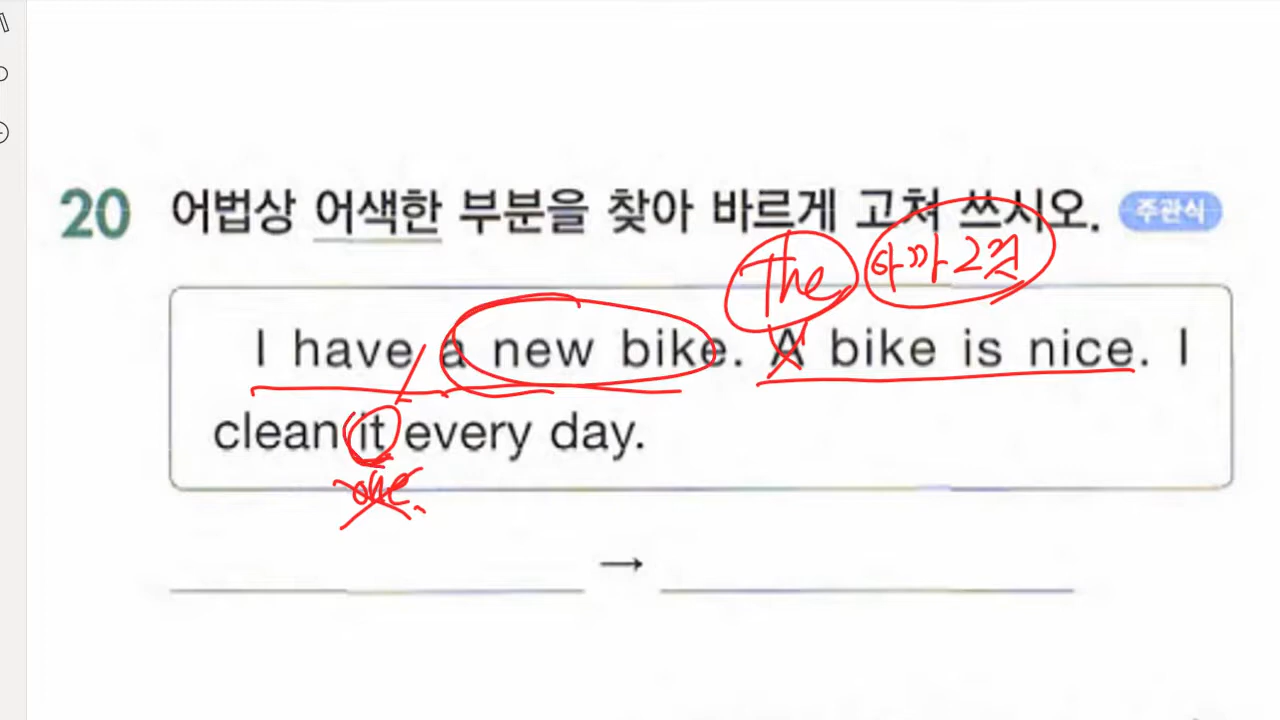 20 어법상 어색한 부분을 찾아 바르게 고쳐 쓰시오. 주관식
The 아까 그것
I have a new bike. A bike is nice. I
clean it every day.
one
→